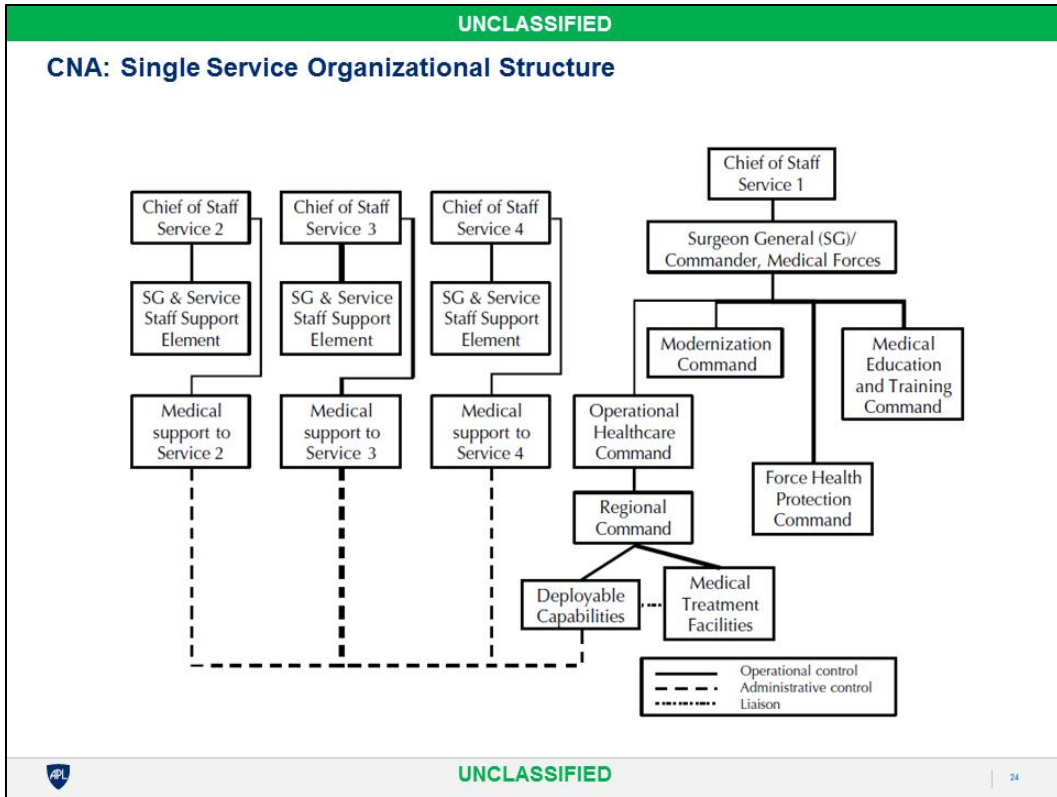 UNCLASSIFIED
CNA: Single Service Organizational Structure
Chief of Staff
Service 1
Surgeon General (SG)/
Commander, Medical Forces
Chief of Staff
Service 2
Chief of Staff
Service 3
Chief of Staff
Service 4
SG & Service
Staff Support
Element
SG & Service
Staff Support
Element
SG & Service
Staff Support
Element
Modernization
Command
Medical
Education
and Training
Command
Medical
support to
Service 2
Medical
support to
Service 3
Medical
support to
Service 4
Operational
Healthcare
Command
Force Health
Protection
Command
Regional
Command
Deployable
Capabilities
Medical
Treatment
Facilities
Operational control
Administrative control
Liaison
APL
UNCLASSIFIED
24